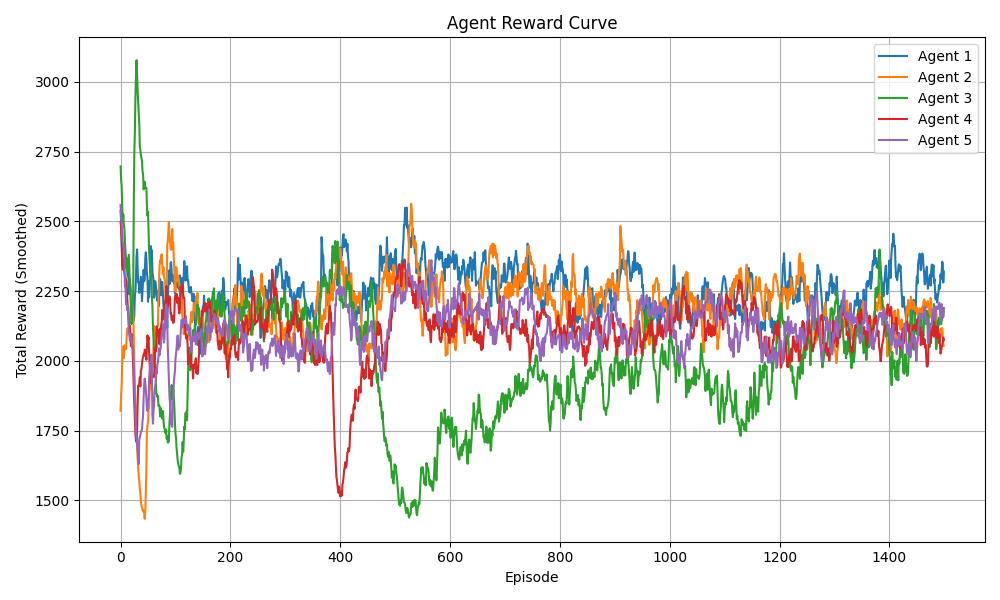 Agent Reward Curve
Total Reward (Smoothed)
3000
2750
2500
2250
2000
1750
1500
0 200 400 600 800 1000 1200 1400
Episode
Agent 1
Agent 2
Agent 3
Agent 4
Agent 5